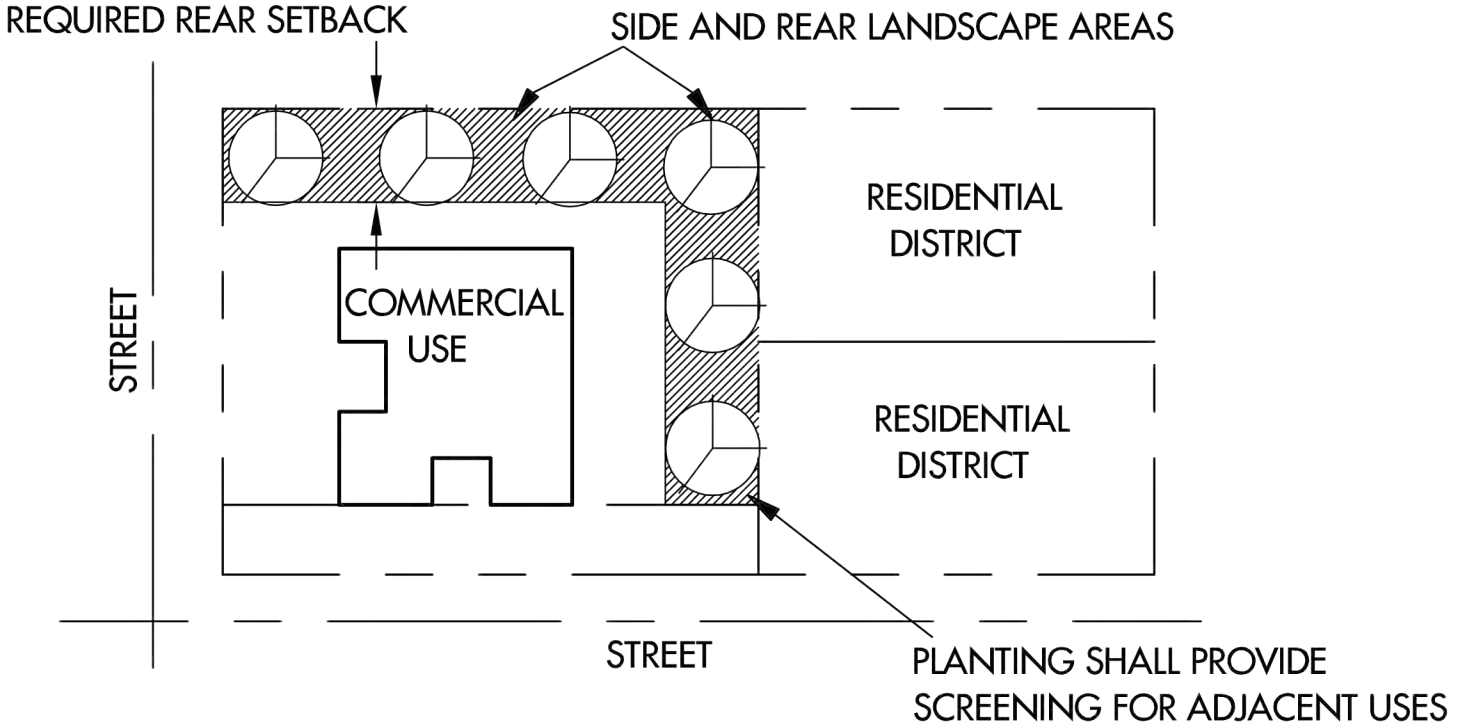 REQUIRED REAR SETBACK
SIDE AND REAR LANDSCAPE AREAS
RESIDENTIAL
DISTRICT
COMMERCIAL
USE
STREET
RESIDENTIAL
DISTRICT
STREET
PLANTING SHALL PROVIDE
SCREENING FOR ADJACENT USES